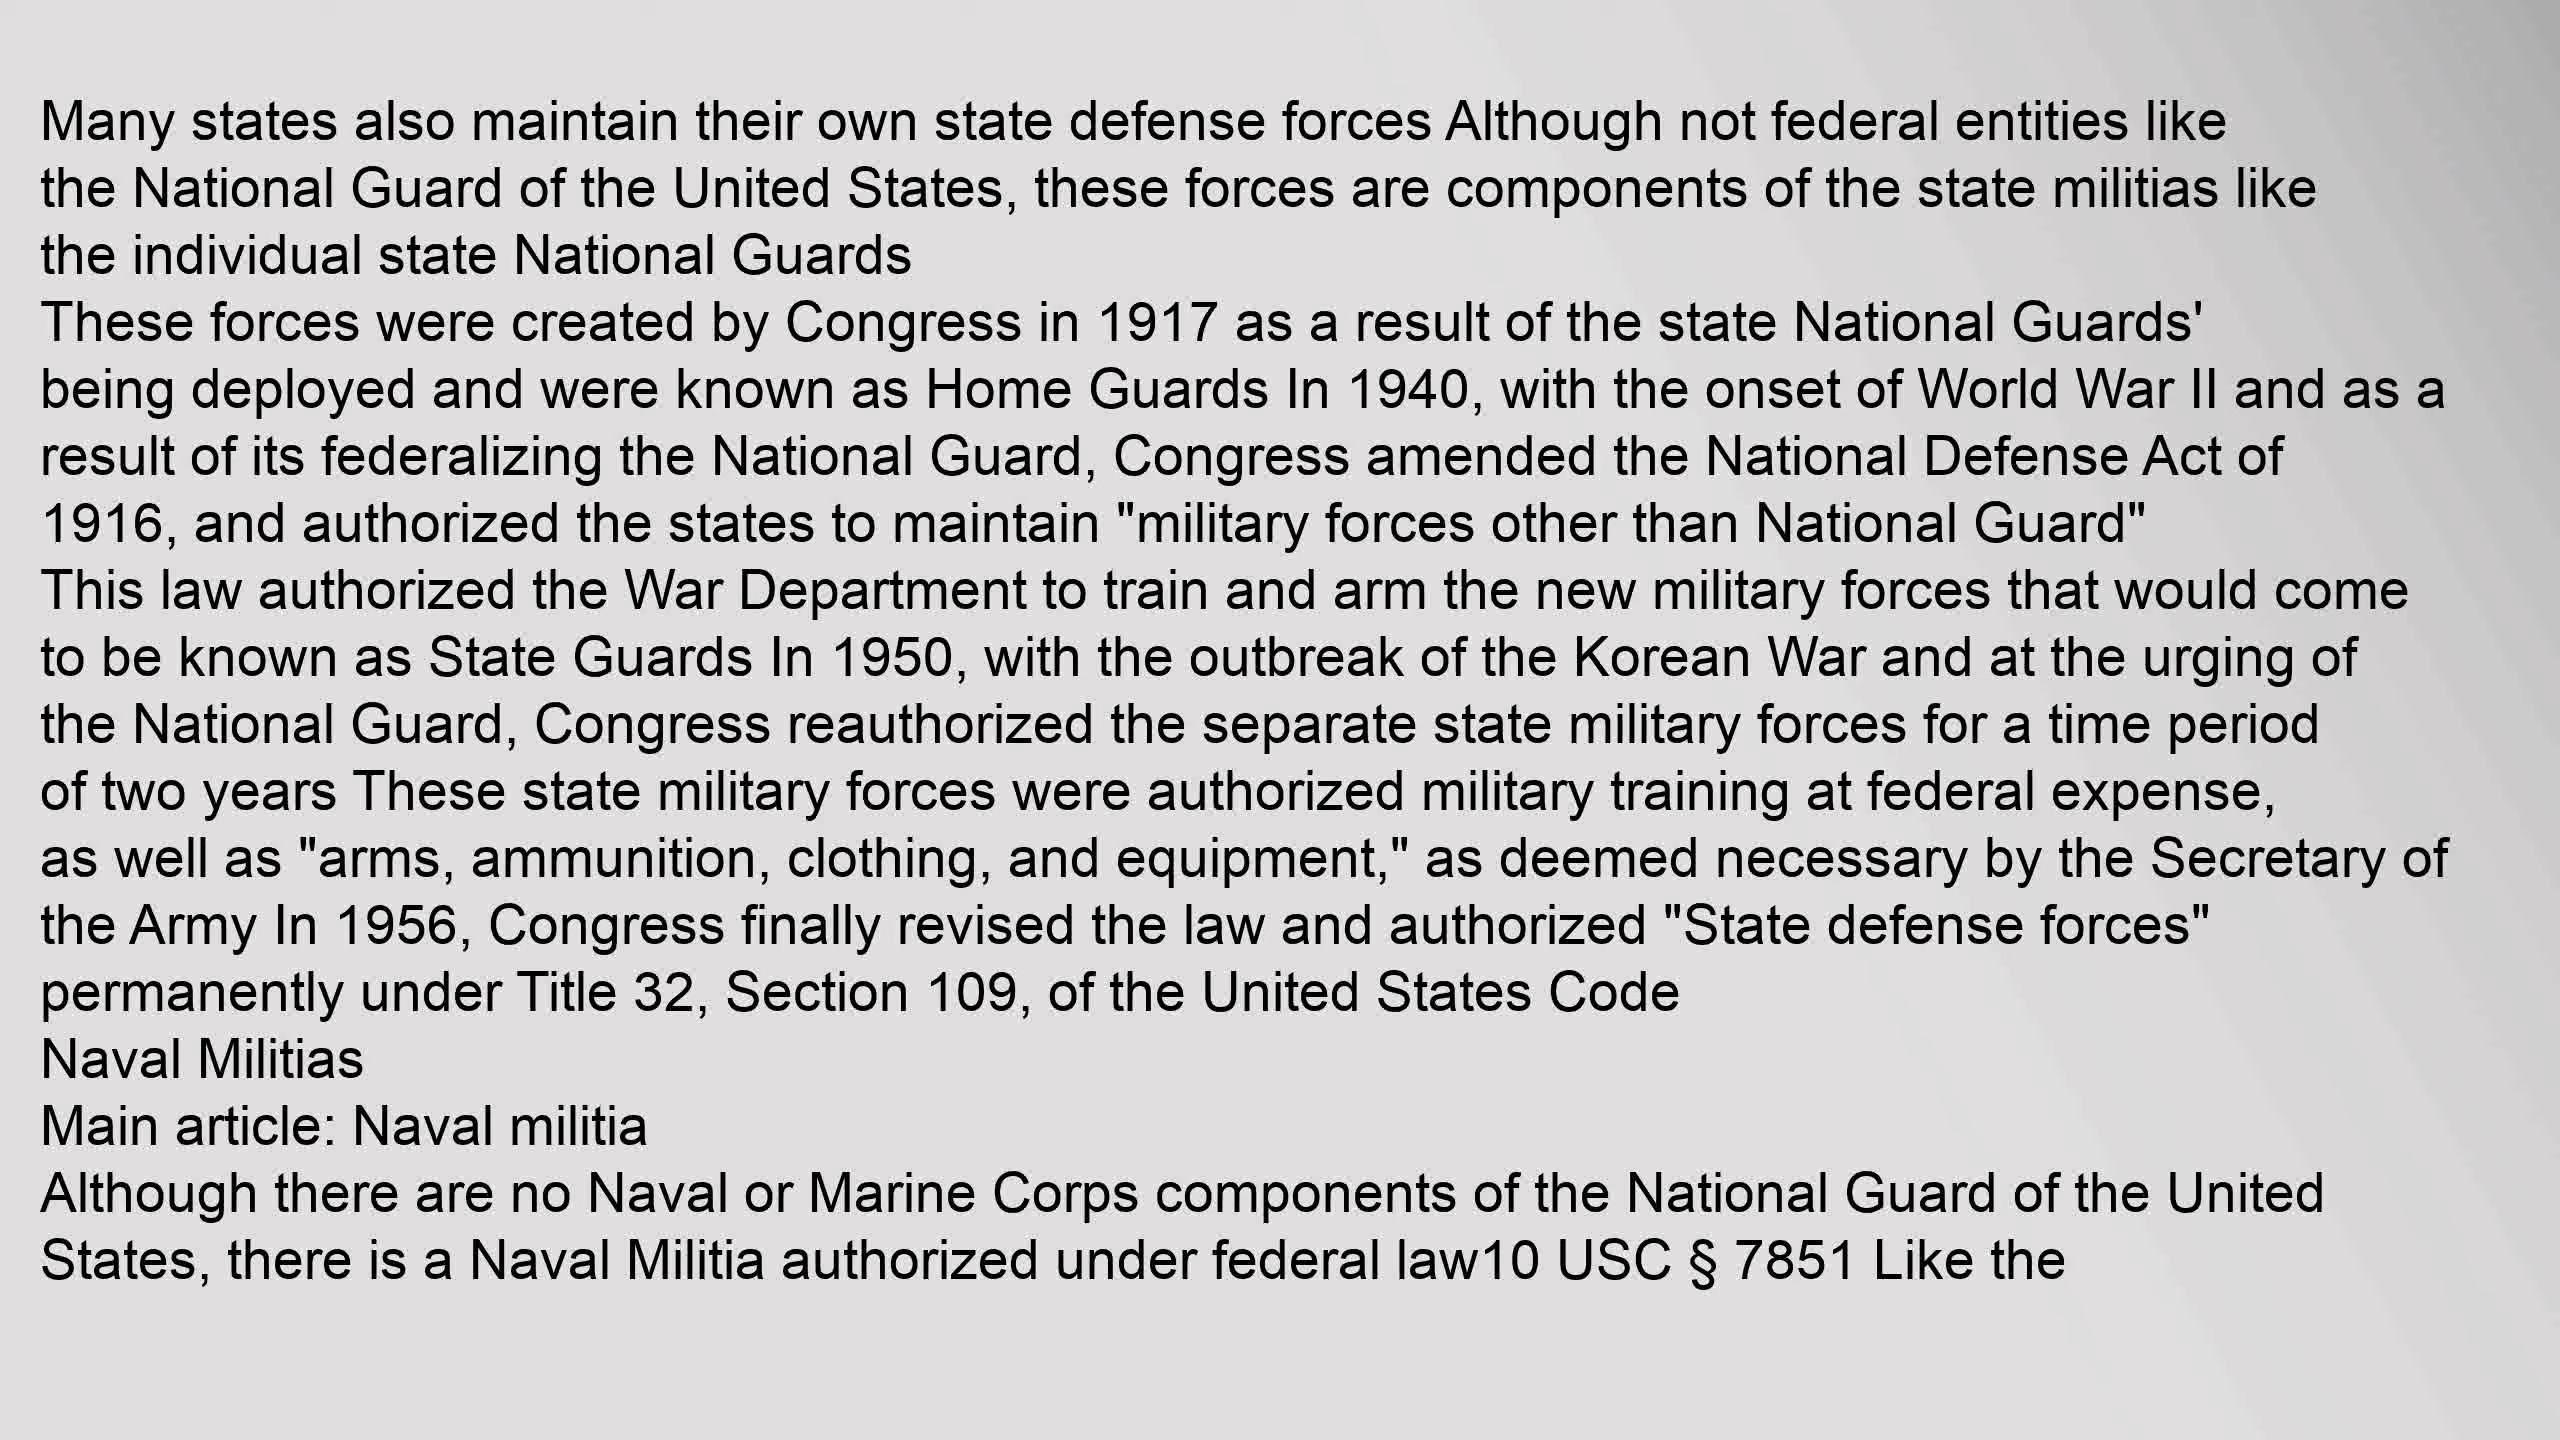 Many states also maintain their own state defense forces Although not federal entities like
the National Guard of the United States, these forces are components of the state militias like
the individual state National Guards
These forces were created by Congress in 1917 as a result of the state National Guards'
being deployed and were known as Home Guards In 1940, with the onset of World War II and as a
result of its federalizing the National Guard, Congress amended the National Defense Act of
1916, and authorized the states to maintain "military forces other than National Guard"
This law authorized the War Department to train and arm the new military forces that would come
to be known as State Guards In 1950, with the outbreak of the Korean War and at the urging of
the National Guard, Congress reauthorized the separate state military forces for a time period
of two years These state military forces were authorized military training at federal expense,
as well as "arms, ammunition, clothing, and equipment," as deemed necessary by the Secretary of
the Army In 1956, Congress finally revised the law and authorized "State defense forces"
permanently under Title 32, Section 109, of the United States Code
Naval Militias
Main article: Naval militia
Although there are no Naval or Marine Corps components of the National Guard of the United
States, there is a Naval Militia authorized under federal law10 USC § 7851 Like the